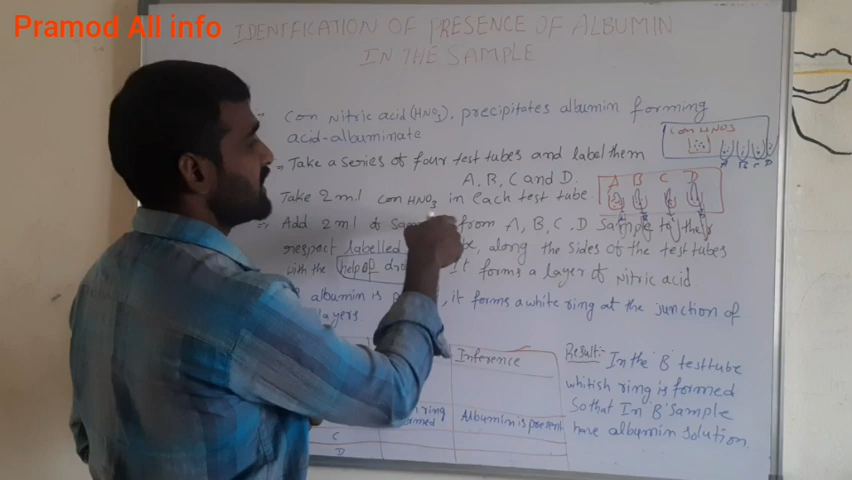 Pramod All info
IDENTIFICATION OF PRESENCE OF ALBUMIN
IN THE SAMPLE
Con Nitric acid (HNO3). precipitates albumin forming
acid-albuminate
Con HNO3
A B C D
= Take a series of four test tubes and label them
A, B, C and D.
A B C D
Take 2 ml con HNO3 in each test tube
Add 2 ml of from A, B, C, D Sample to their
respect labelled along the sides of the test tubes
with the help of It forms a layer of Nitric acid
albumin is , it forms a white ring at the junction of
layers
Inference
ring
formed Albumin is present
C
D
Result:- In the B test tube
whitish ring is formed
So that In B' Sample
have albumin solution.